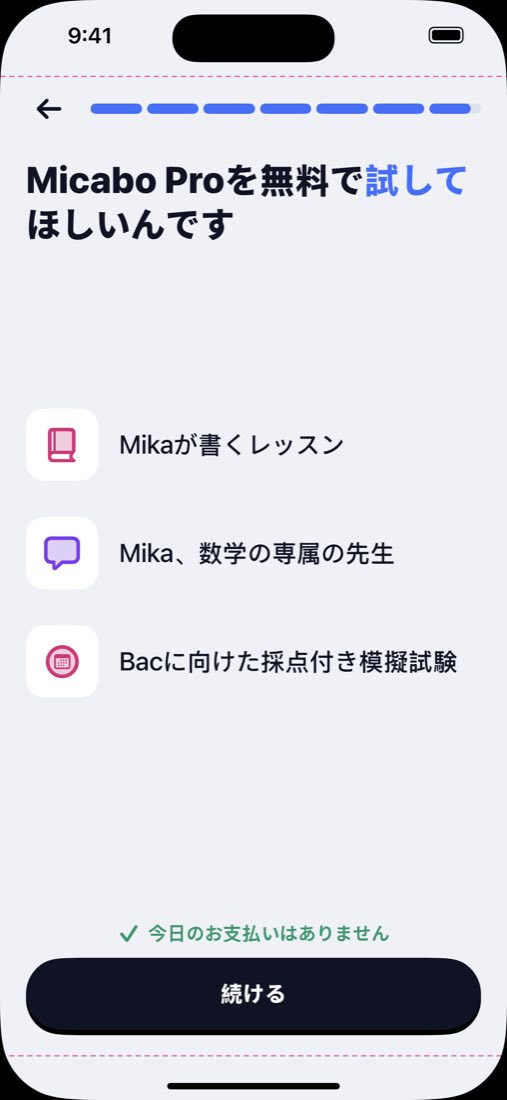 9:41
Micabo Proを無料で試して
ほしいんです
Mikaが書くレッスン
Mika、数学の専属の先生
Bacに向けた採点付き模擬試験
今日のお支払いはありません
続ける